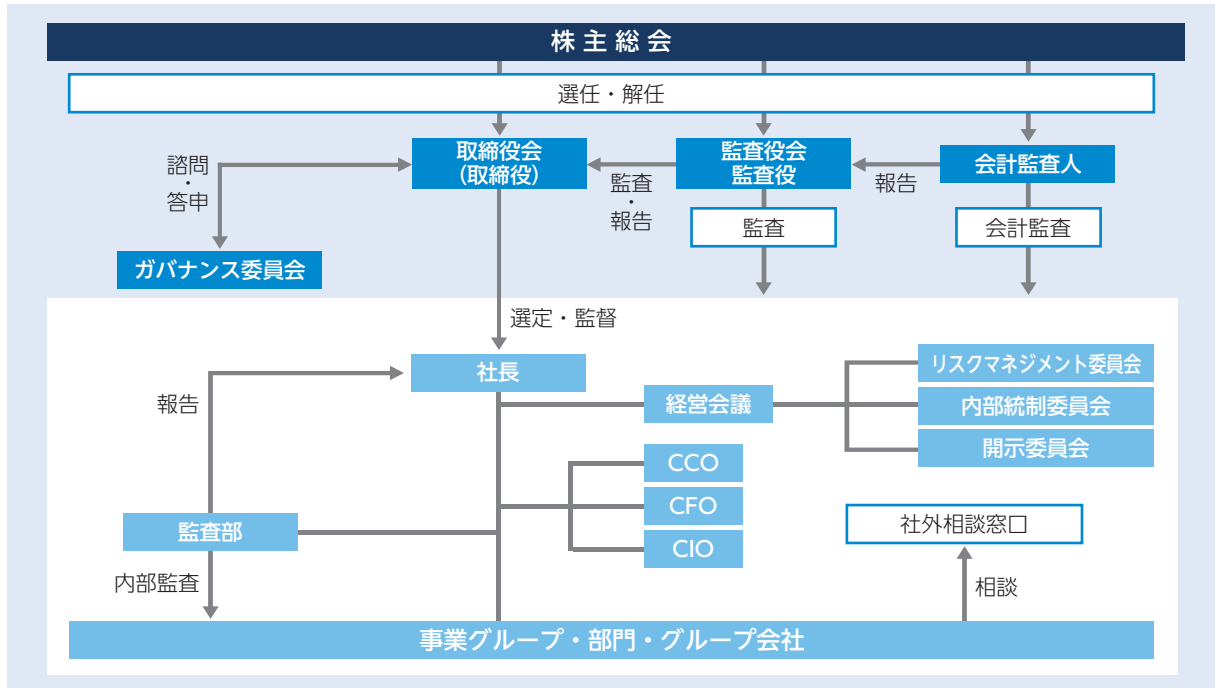 株主総会
選任・解任
取締役会
(取締役)
監査役会
監査役
会計監査人
諮問
・
答申
監査
・
報告
報告
監査
会計監査
ガバナンス委員会
選定・監督
社長
リスクマネジメント委員会
報告
経営会議
内部統制委員会
開示委員会
CCO
CFO
CIO
監査部
社外相談窓口
内部監査
相談
事業グループ・部門・グループ会社